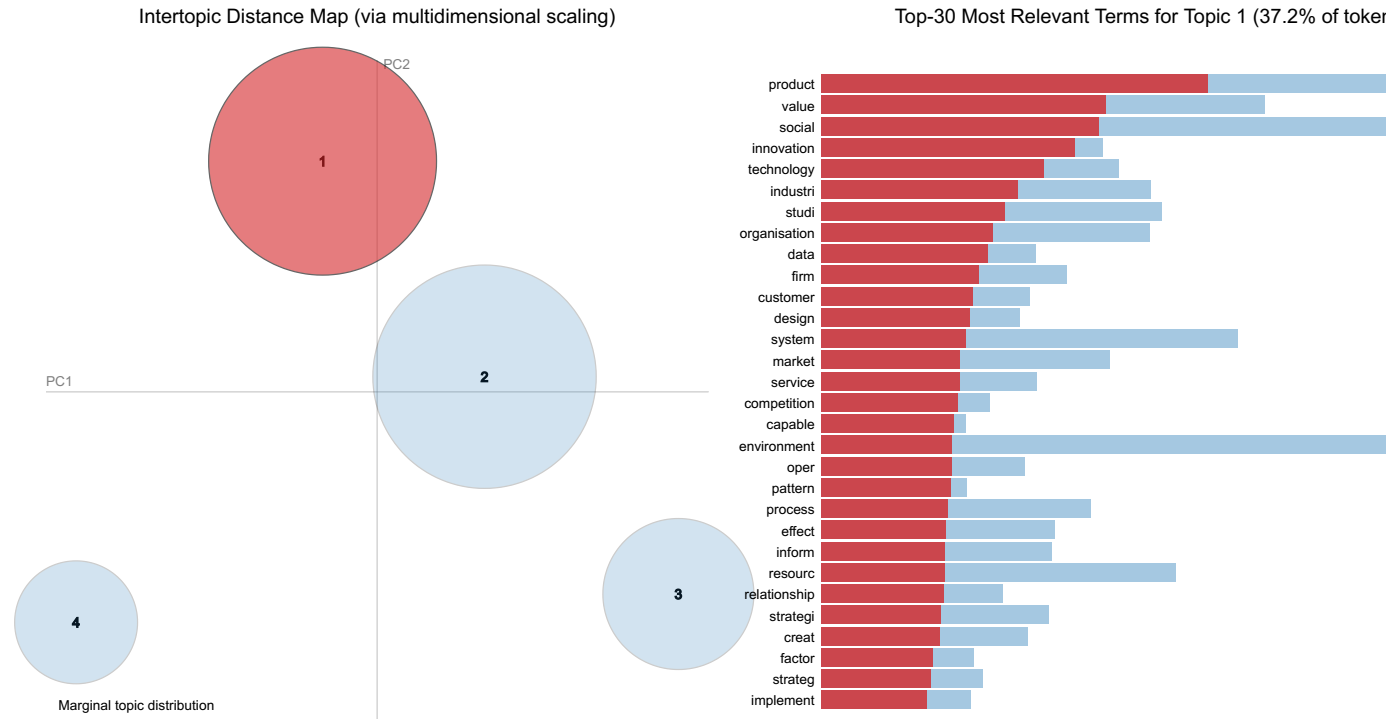 Intertopic Distance Map (via multidimensional scaling)
PC2
1
2
PC1
3
4
Marginal topic distribution
Top-30 Most Relevant Terms for Topic 1 (37.2% of token
product
value
social
innovation
technology
industri
studi
organisation
data
firm
customer
design
system
market
service
competition
capable
environment
oper
pattern
process
effect
inform
resourc
relationship
strategi
creat
factor
strateg
implement